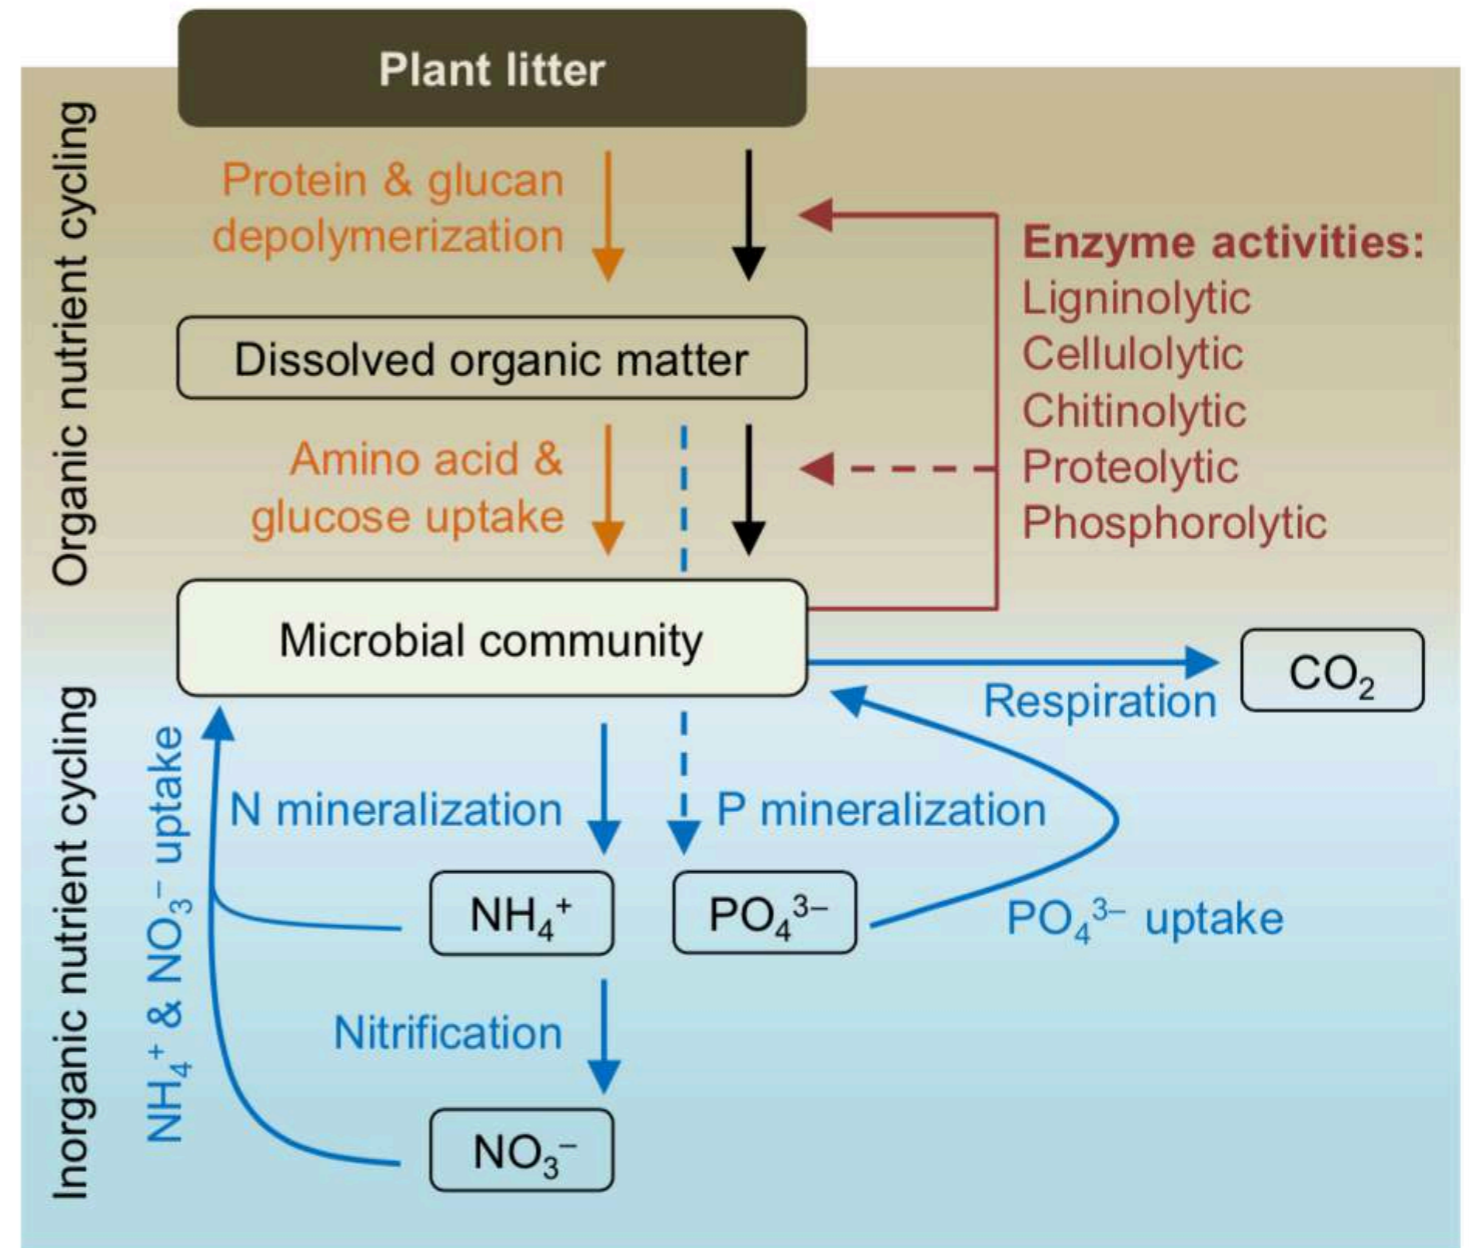 Plant litter
Organic nutrient cycling
Protein & glucan
depolymerization
Enzyme activities:
Ligninolytic
Cellulolytic
Chitinolytic
Proteolytic
Phosphorolytic
Dissolved organic matter
Amino acid &
glucose uptake
Microbial community
CO₂
Respiration
Inorganic nutrient cycling
NH₄⁺ & NO₃⁻ uptake
N mineralization
P mineralization
NH₄⁺
PO₄³⁻
PO₄³⁻ uptake
Nitrification
NO₃⁻